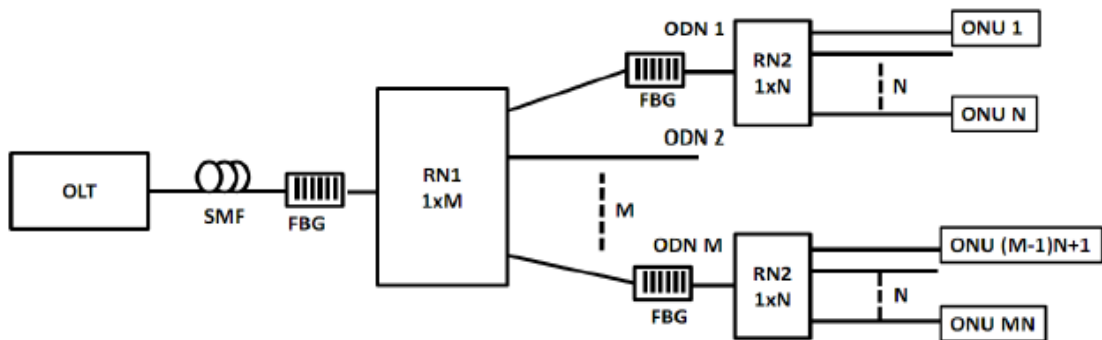 ODN 1
FBG
RN2
1xN
ONU 1
N
ONU N
OLT
SMF
FBG
RN1
1xM
ODN 2
M
ODN M
FBG
RN2
1xN
ONU (M-1)N+1
N
ONU MN